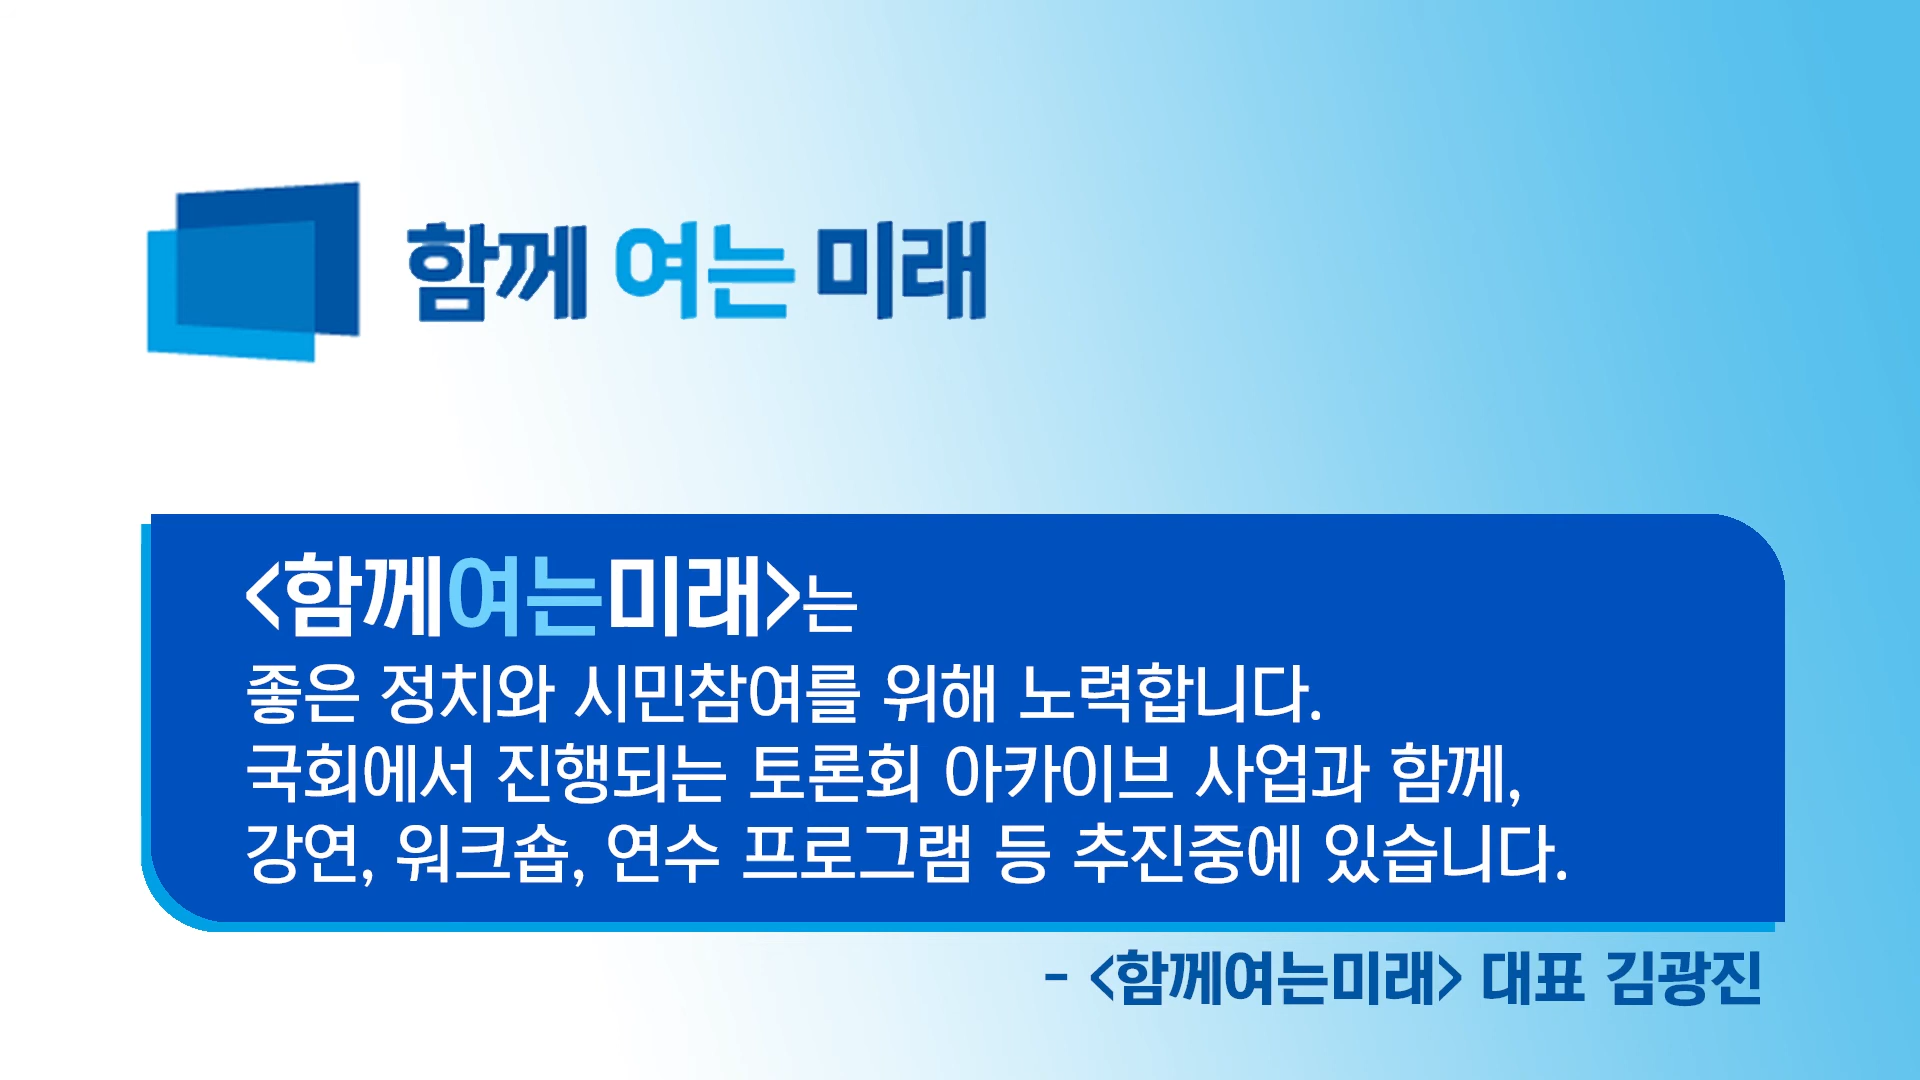 함께 여는 미래
<함께여는미래>는
좋은 정치와 시민참여를 위해 노력합니다.
국회에서 진행되는 토론회 아카이브 사업과 함께,
강연, 워크숍, 연수 프로그램 등 추진중에 있습니다.
- <함께여는미래> 대표 김광진